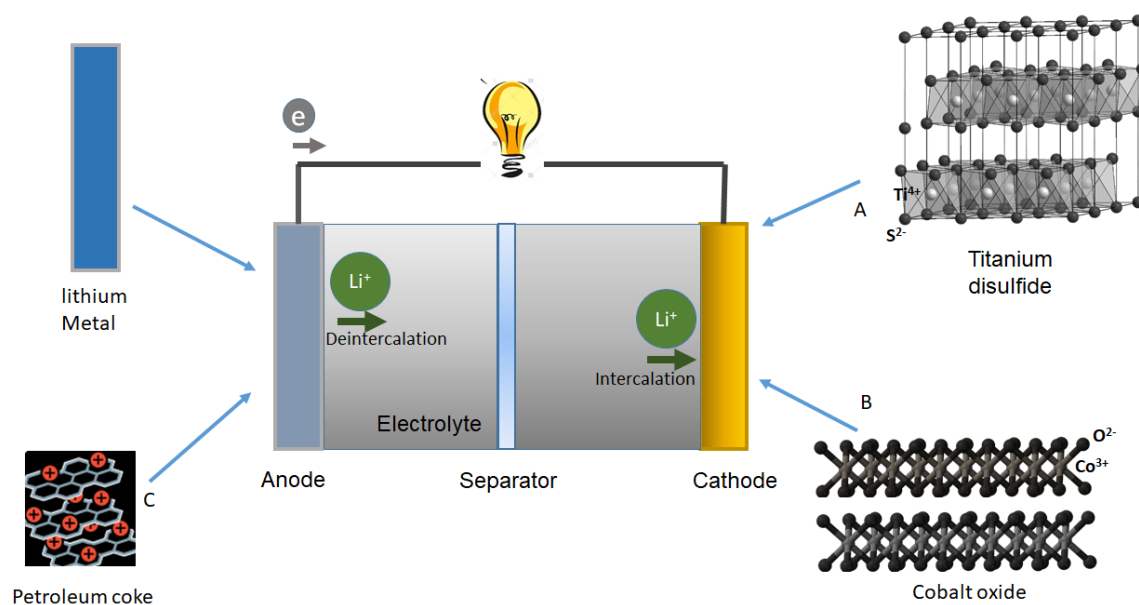 e
Ti⁴⁺
A
S²⁻
Titanium
disulfide
Li⁺
Li⁺
lithium
Metal
Deintercalation
Intercalation
B
Electrolyte
O²⁻
Co³⁺
Anode
Separator
Cathode
C
+
+
+
+
+
+
+
+
+
Petroleum coke
Cobalt oxide